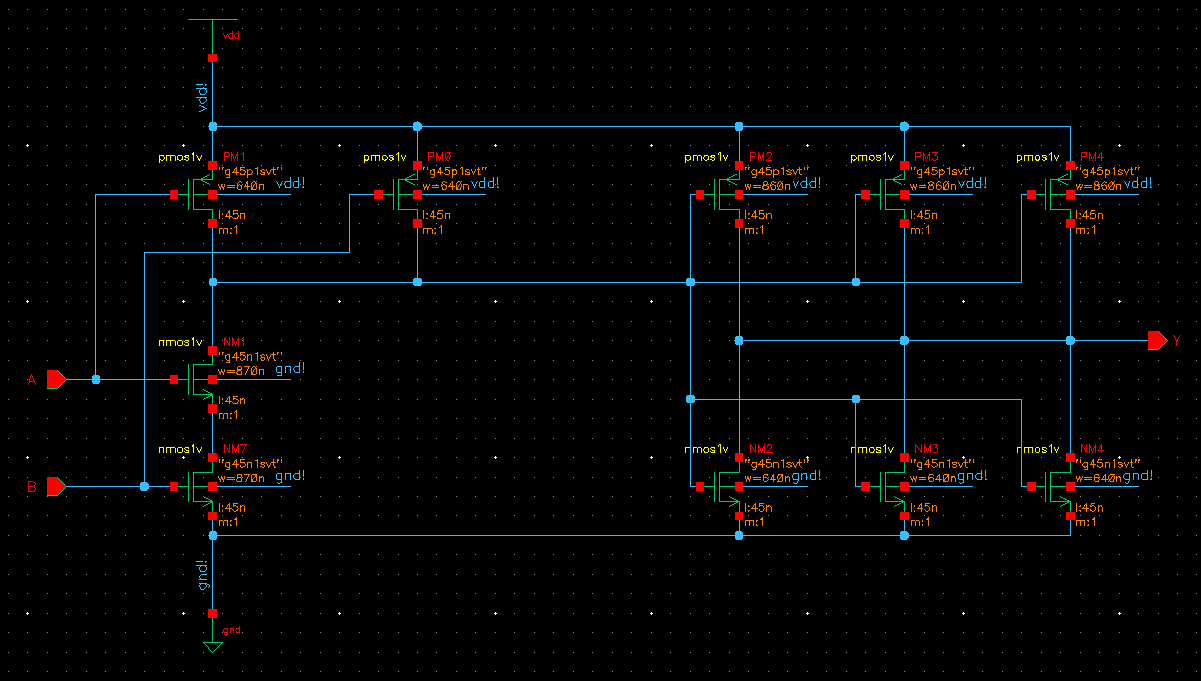 vdd
vdd!
pmos1v PM1
"g45p1svt"
w=640n vdd!
l:45n
m:1
pmos1v PM0
"g45p1svt"
w=640n vdd!
l:45n
m:1
pmos1v PM2
"g45p1svt"
w=860n vdd!
l:45n
m:1
pmos1v PM3
"g45p1svt"
w=860n vdd!
l:45n
m:1
pmos1v PM4
"g45p1svt"
w=860n vdd!
l:45n
m:1
nmos1v NM1
"g45n1svt"
w=870n gnd!
l:45n
m:1
A
Y
nmos1v NM7
"g45n1svt"
w=870n gnd!
l:45n
m:1
B
nmos1v NM2
"g45n1svt"
w=640n gnd!
l:45n
m:1
nmos1v NM3
"g45n1svt"
w=640n gnd!
l:45n
m:1
nmos1v NM4
"g45n1svt"
w=640n gnd!
l:45n
m:1
gnd!
gnd